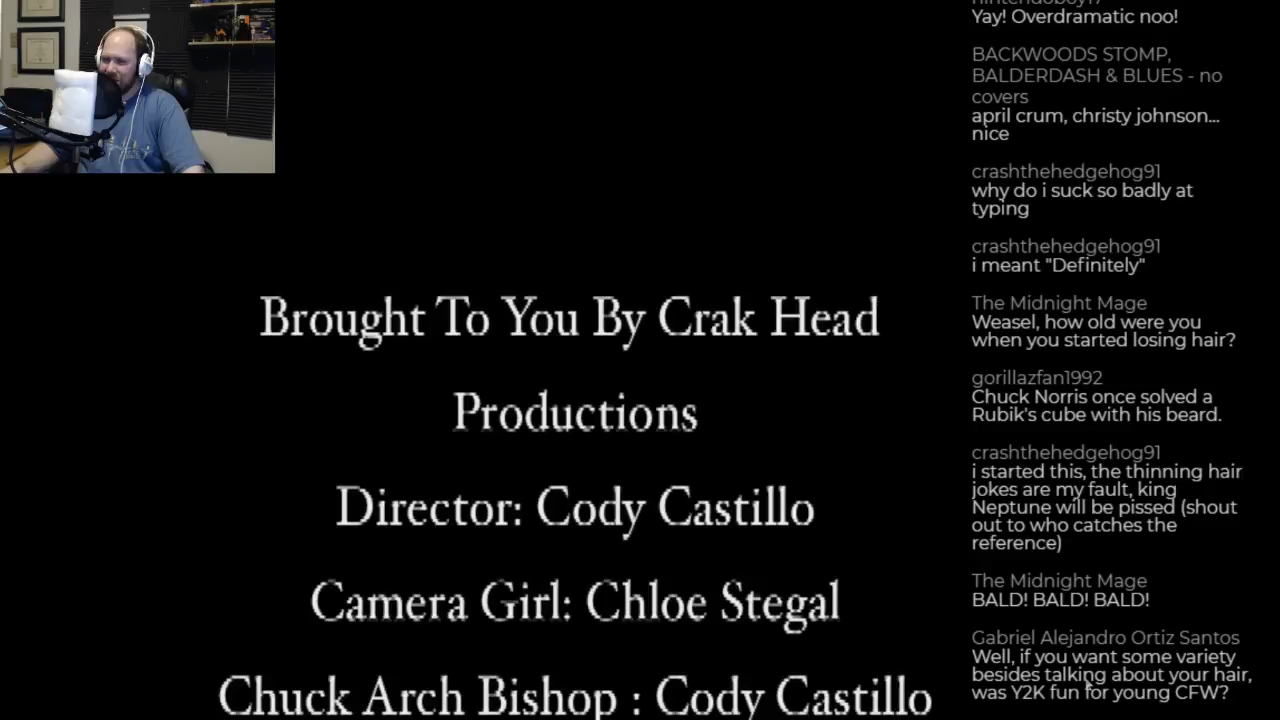 Brought To You By Crak Head
Productions
Director: Cody Castillo
Camera Girl: Chloe Stegal
Chuck Arch Bishop : Cody Castillo
Yay! Overdramatic noo!
BACKWOODS STOMP,
BALDERDASH & BLUES - no
covers
april crum, christy johnson...
nice
crashthehedgehog91
why do i suck so badly at
typing
crashthehedgehog91
i meant "Definitely"
The Midnight Mage
Weasel, how old were you
when you started losing hair?
gorillazfan1992
Chuck Norris once solved a
Rubik's cube with his beard.
crashthehedgehog91
i started this, the thinning hair
jokes are my fault, king
Neptune will be pissed (shout
out to who catches the
reference)
The Midnight Mage
BALD! BALD! BALD!
Gabriel Alejandro Ortiz Santos
Well, if you want some variety
besides talking about your hair,
was Y2K fun for young CFW?